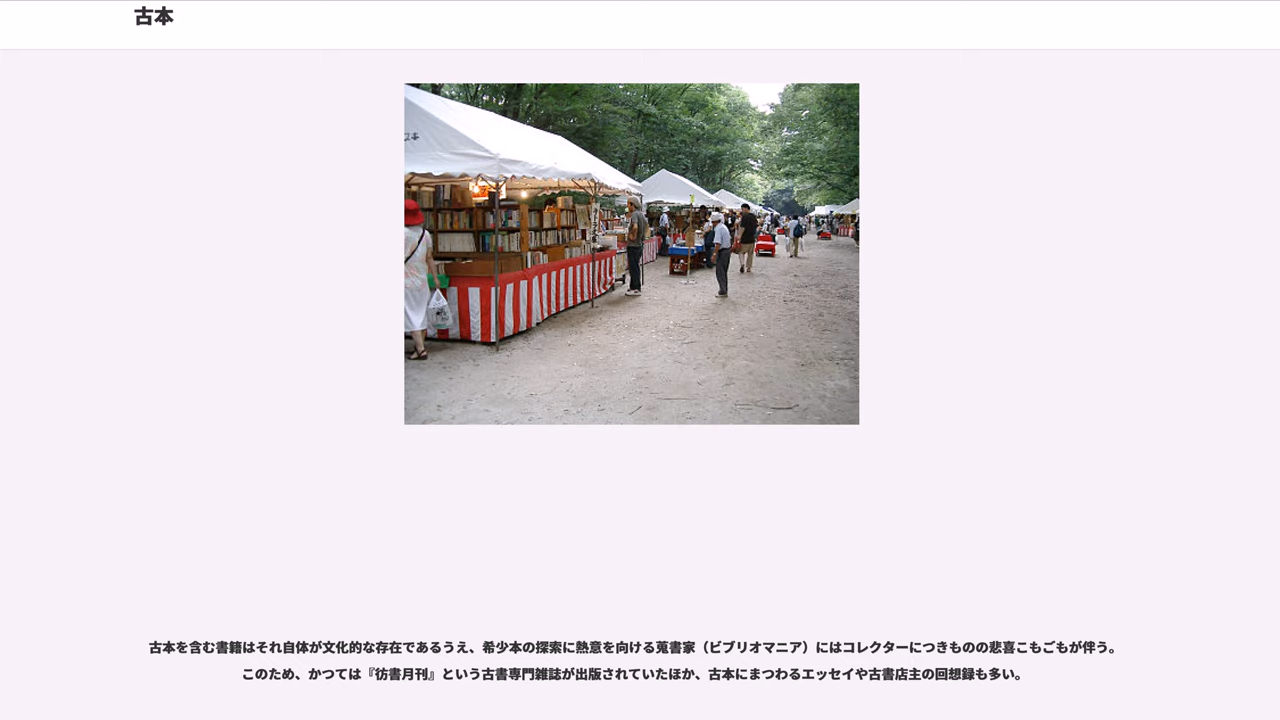 古本
古本を含む書籍はそれ自体が文化的な存在であるうえ、希少本の探索に熱意を向ける蒐書家（ビブリオマニア）にはコレクターにつきものの悲喜こもごもが伴う。
このため、かつては『彷書月刊』という古書専門雑誌が出版されていたほか、古本にまつわるエッセイや古書店主の回想録も多い。